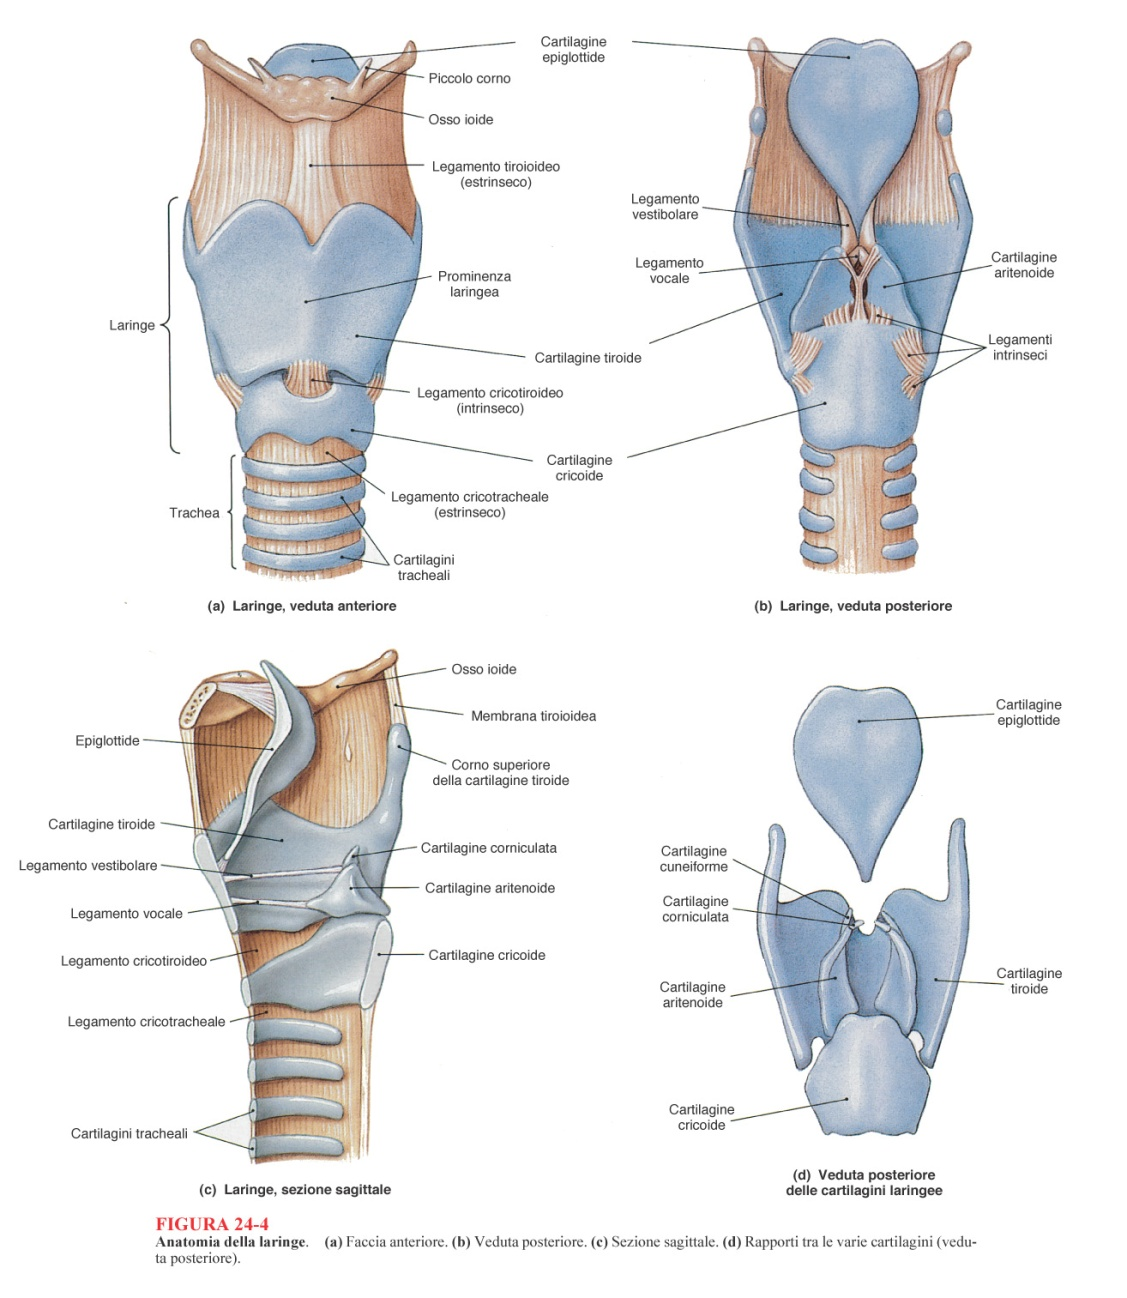 Cartilagine
epiglottide
Piccolo corno
Osso ioide
Legamento tiroioideo
(estrinseco)
Prominenza
laringea
Laringe
Cartilagine tiroide
Legamento cricotiroideo
(intrinseco)
Cartilagine
cricoide
Legamento cricotracheale
(estrinseco)
Trachea
Cartilagini
tracheali
(a) Laringe, veduta anteriore
Legamento
vestibolare
Legamento
vocale
Cartilagine
aritenoide
Legamenti
intrinseci
(b) Laringe, veduta posteriore
Osso ioide
Membrana tiroioidea
Epiglottide
Corno superiore
della cartilagine tiroide
Cartilagine tiroide
Cartilagine corniculata
Legamento vestibolare
Cartilagine aritenoide
Legamento vocale
Legamento cricotiroideo
Cartilagine cricoide
Legamento cricotracheale
Cartilagini tracheali
(c) Laringe, sezione sagittale
Cartilagine
epiglottide
Cartilagine
cuneiforme
Cartilagine
corniculata
Cartilagine
aritenoide
Cartilagine
tiroide
Cartilagine
cricoide
(d) Veduta posteriore
delle cartilagini laringee
FIGURA 24-4
Anatomia della laringe. (a) Faccia anteriore. (b) Veduta posteriore. (c) Sezione sagittale. (d) Rapporti tra le varie cartilagini (vedu-
ta posteriore).